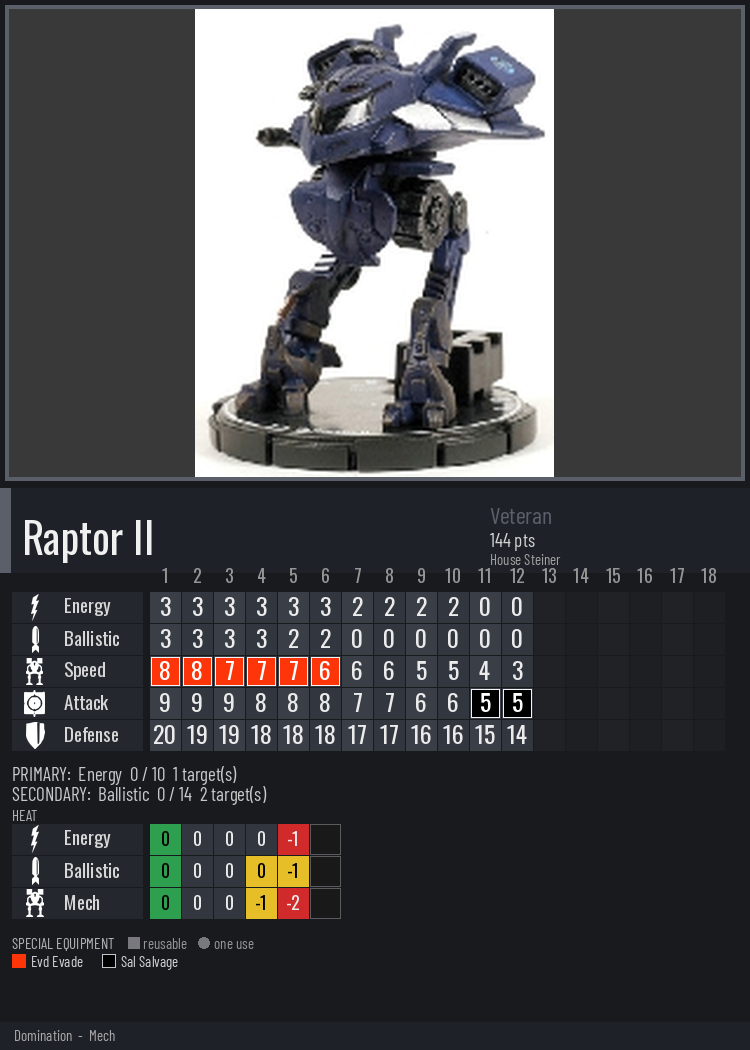 Raptor II
Veteran
144 pts
House Steiner
1 2 3 4 5 6 7 8 9 10 11 12 13 14 15 16 17 18
Energy 3 3 3 3 3 3 2 2 2 2 0 0
Ballistic 3 3 3 3 2 2 0 0 0 0 0 0
Speed 8 8 7 7 7 6 6 6 5 5 4 3
Attack 9 9 9 8 8 8 7 7 6 6 5 5
Defense 20 19 19 18 18 18 17 17 16 16 15 14
PRIMARY: Energy 0 / 10 1 target(s)
SECONDARY: Ballistic 0 / 14 2 target(s)
HEAT
Energy 0 0 0 0 -1
Ballistic 0 0 0 0 -1
Mech 0 0 0 -1 -2
SPECIAL EQUIPMENT reusable one use
Evd Evade Sal Salvage
Domination - Mech